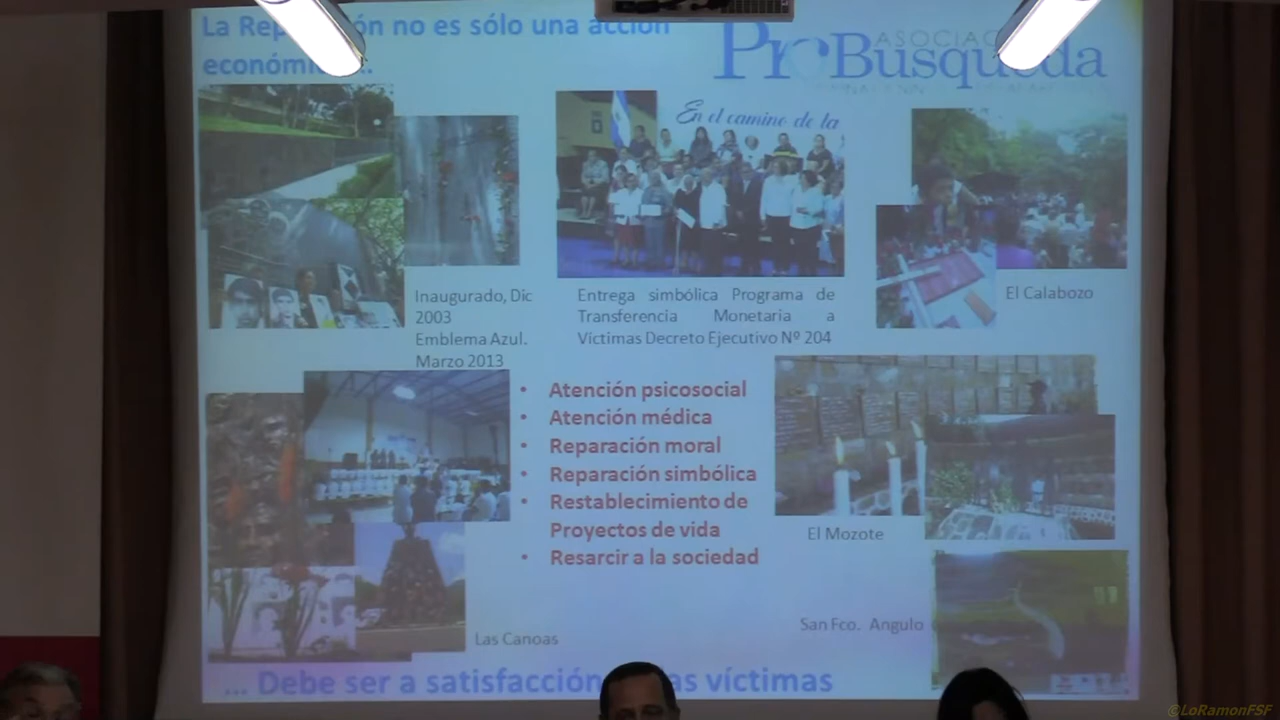 La Rep ón no es sólo una acción
económi ..
ASOCIAC
ProBúsqueda
En el camino de la
Inaugurado, Dic
2003
Emblema Azul.
Marzo 2013
Entrega simbólica Programa de
Transferencia Monetaria a
Víctimas Decreto Ejecutivo Nº 204
El Calabozo
• Atención psicosocial
• Atención médica
• Reparación moral
• Reparación simbólica
• Restablecimiento de
Proyectos de vida
• Resarcir a la sociedad
El Mozote
San Fco. Angulo
Las Canoas
... Debe ser a satisfacción as víctimas
©LoRamonFSF